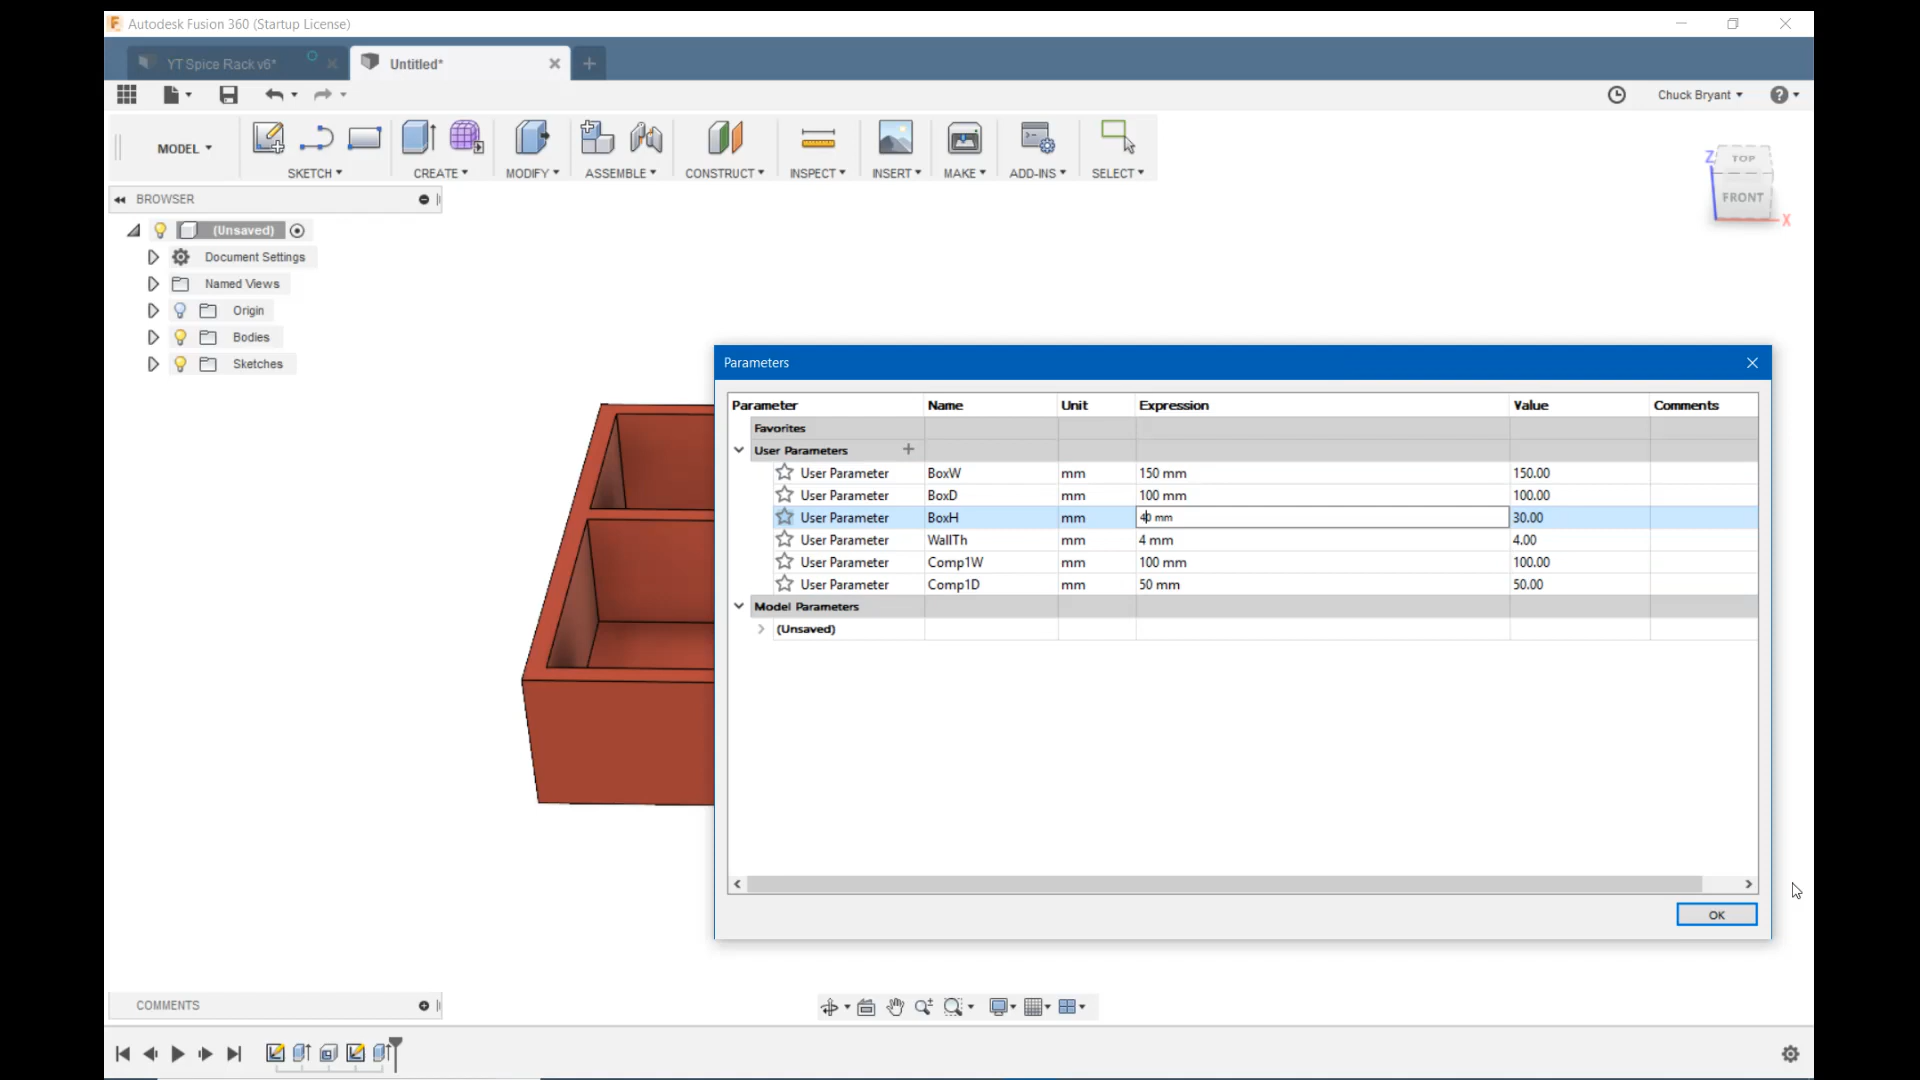 Autodesk Fusion 360 (Startup License)
YT Spice Rack v6*
Untitled*
Chuck Bryant
MODEL
SKETCH
CREATE
MODIFY
ASSEMBLE
CONSTRUCT
INSPECT
INSERT
MAKE
ADD-INS
SELECT
Z
TOP
FRONT
X
BROWSER
(Unsaved)
Document Settings
Named Views
Origin
Bodies
Sketches
Parameters
Parameter Name Unit Expression Value Comments
Favorites
User Parameters +
User Parameter BoxW mm 150 mm 150.00
User Parameter BoxD mm 100 mm 100.00
User Parameter BoxH mm 40 mm 30.00
User Parameter WallTh mm 4 mm 4.00
User Parameter Comp1W mm 100 mm 100.00
User Parameter Comp1D mm 50 mm 50.00
Model Parameters
(Unsaved)
OK
COMMENTS